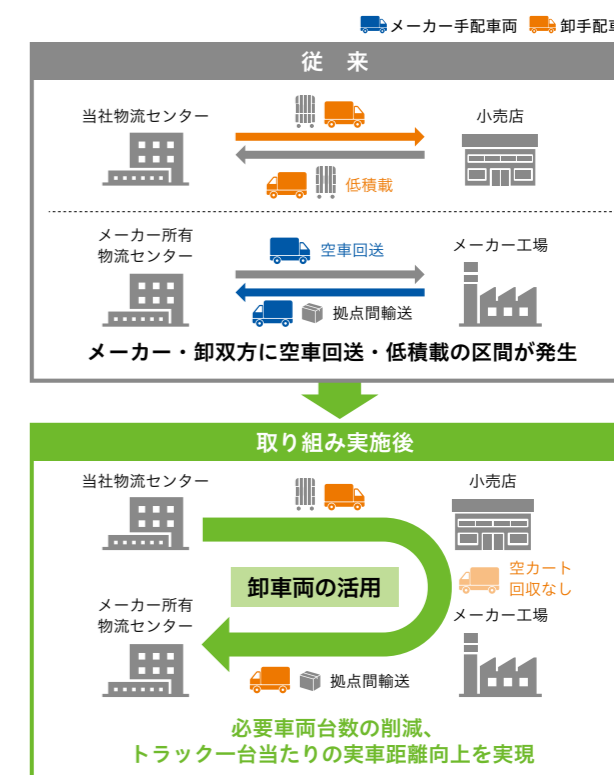 メーカー手配車両 卸手配車
従 来
当社物流センター
小売店
低積載
メーカー所有
物流センター
空車回送
メーカー工場
拠点間輸送
メーカー・卸双方に空車回送・低積載の区間が発生
取り組み実施後
当社物流センター
小売店
空カート
回収なし
卸車両の活用
メーカー所有
物流センター
メーカー工場
拠点間輸送
必要車両台数の削減、
トラック一台当たりの実車距離向上を実現